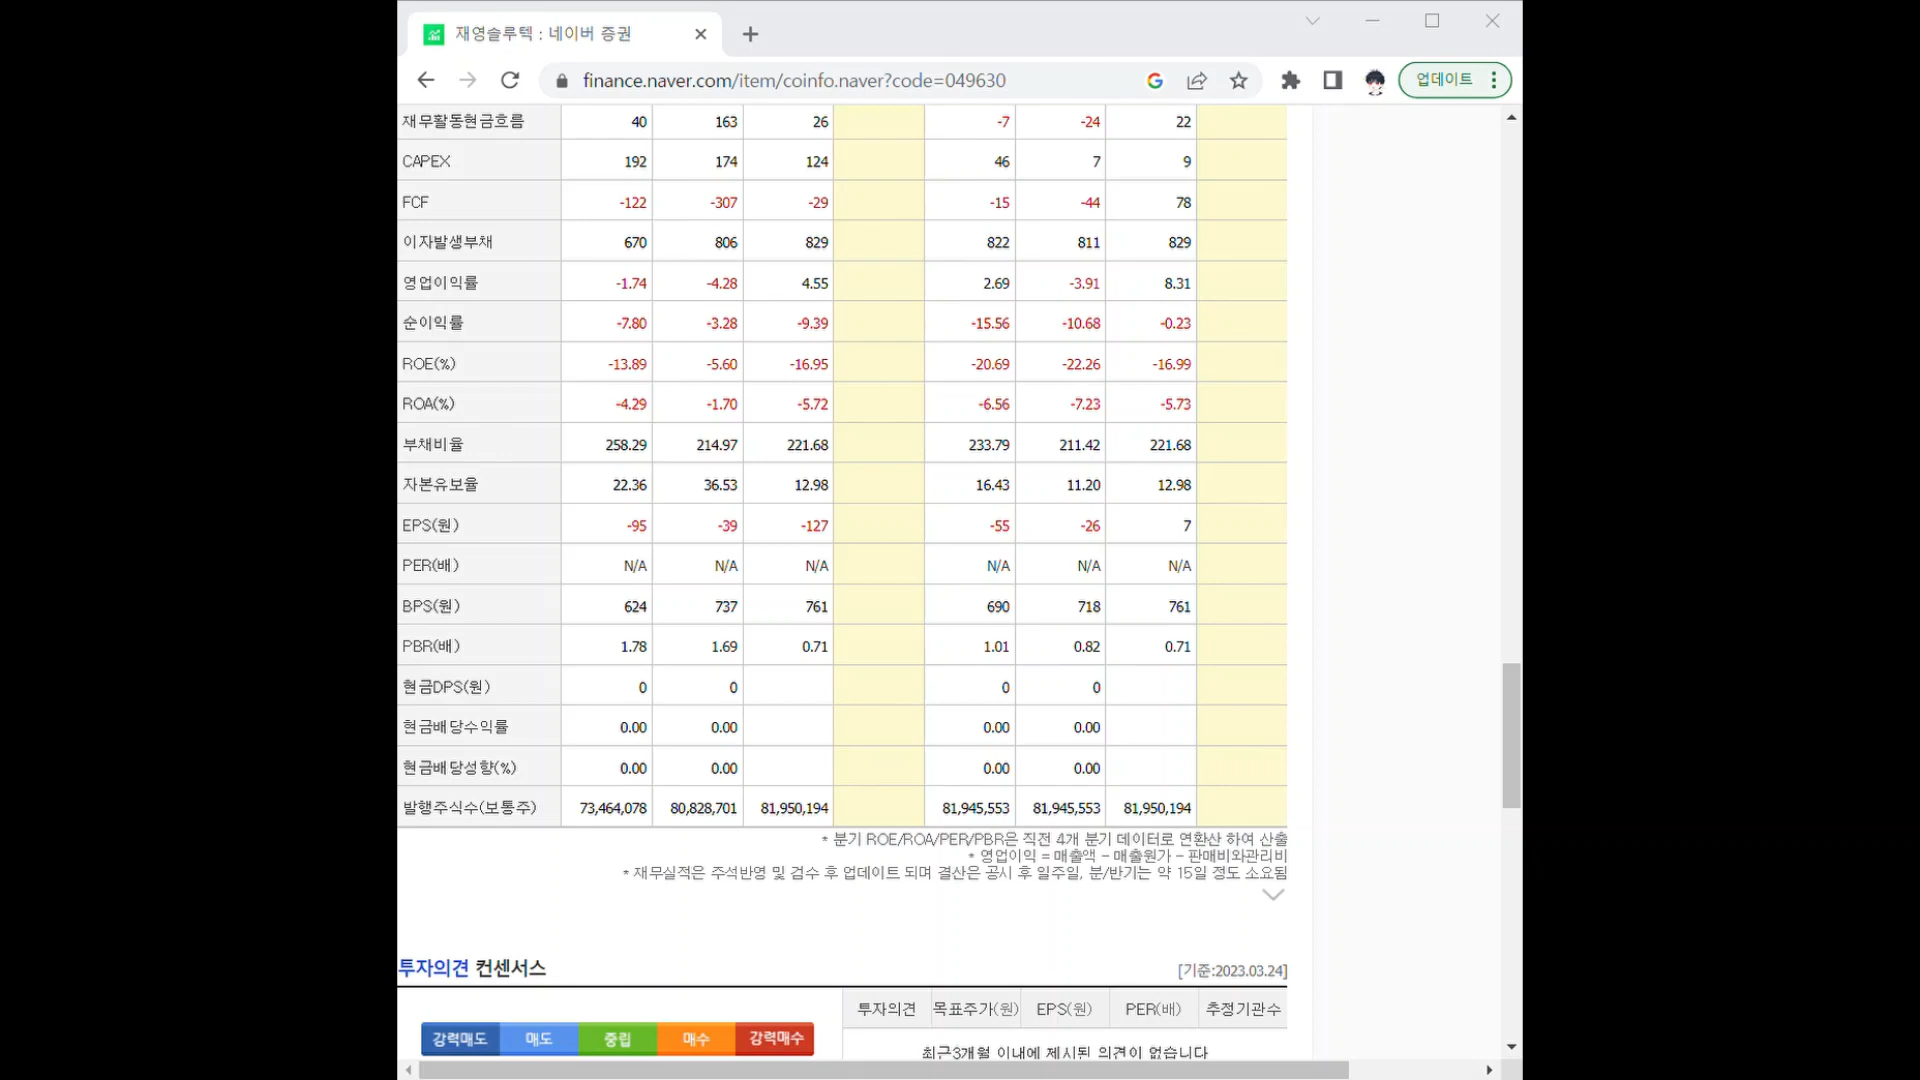 재영솔루텍 : 네이버 증권
finance.naver.com/item/coinfo.naver?code=049630
업데이트
재무활동현금흐름 40 163 26 -7 -24 22
CAPEX 192 174 124 46 7 9
FCF -122 -307 -29 -15 -44 78
이자발생부채 670 806 829 822 811 829
영업이익률 -1.74 -4.28 4.55 2.69 -3.91 8.31
순이익률 -7.80 -3.28 -9.39 -15.56 -10.68 -0.23
ROE(%) -13.89 -5.60 -16.95 -20.69 -22.26 -16.99
ROA(%) -4.29 -1.70 -5.72 -6.56 -7.23 -5.73
부채비율 258.29 214.97 221.68 233.79 211.42 221.68
자본유보율 22.36 36.53 12.98 16.43 11.20 12.98
EPS(원) -95 -39 -127 -55 -26 7
PER(배) N/A N/A N/A N/A N/A N/A
BPS(원) 624 737 761 690 718 761
PBR(배) 1.78 1.69 0.71 1.01 0.82 0.71
현금DPS(원) 0 0 0 0
현금배당수익률 0.00 0.00 0.00 0.00
현금배당성향(%) 0.00 0.00 0.00 0.00
발행주식수(보통주) 73,464,078 80,828,701 81,950,194 81,945,553 81,945,553 81,950,194
* 분기 ROE/ROA/PER/PBR은 직전 4개 분기 데이터로 연환산 하여 산출
* 영업이익 = 매출액 - 매출원가 - 판매비와관리비
* 재무실적은 주석반영 및 검수 후 업데이트 되며 결산은 공시 후 일주일, 분/반기는 약 15일 정도 소요됨
투자의견 컨센서스 [기준:2023.03.24]
투자의견 목표주가(원) EPS(원) PER(배) 추정기관수
강력매도 매도 중립 매수 강력매수
최근3개월 이내에 제시된 의견이 없습니다